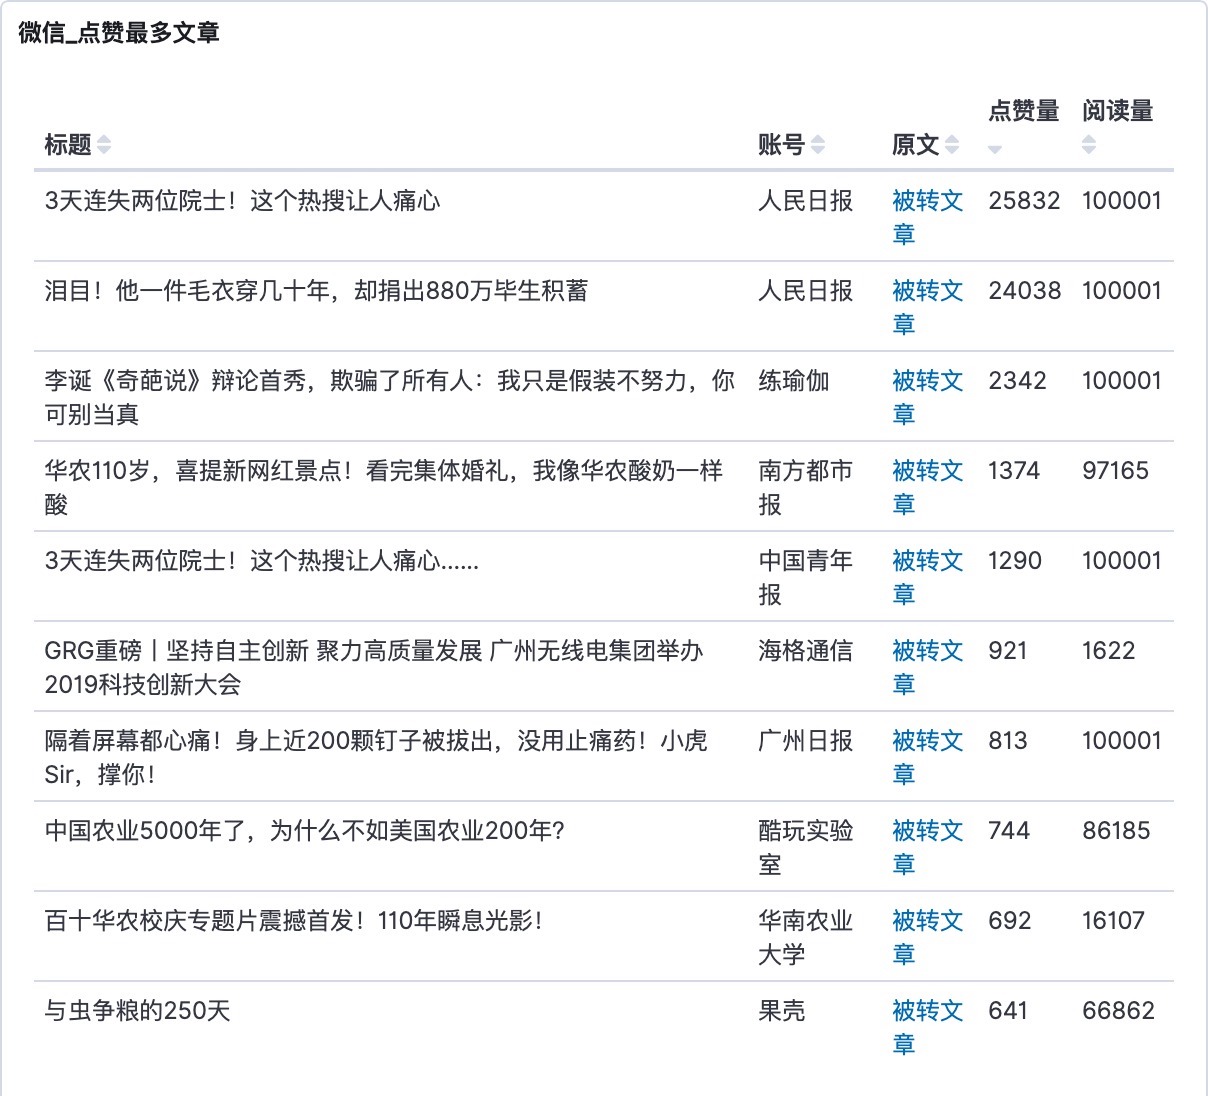 微信_点赞最多文章
点赞量 阅读量
标题 账号 原文
3天连失两位院士！这个热搜让人痛心 人民日报 被转文 25832 100001
章
泪目！他一件毛衣穿几十年，却捐出880万毕生积蓄 人民日报 被转文 24038 100001
章
李诞《奇葩说》辩论首秀，欺骗了所有人：我只是假装不努力，你 练瑜伽 被转文 2342 100001
可别当真 章
华农110岁，喜提新网红景点！看完集体婚礼，我像华农酸奶一样 南方都市 被转文 1374 97165
酸 报 章
3天连失两位院士！这个热搜让人痛心...... 中国青年 被转文 1290 100001
报 章
GRG重磅丨坚持自主创新 聚力高质量发展 广州无线电集团举办 海格通信 被转文 921 1622
2019科技创新大会 章
隔着屏幕都心痛！身上近200颗钉子被拔出，没用止痛药！小虎 广州日报 被转文 813 100001
Sir，撑你！ 章
中国农业5000年了，为什么不如美国农业200年? 酷玩实验 被转文 744 86185
室 章
百十华农校庆专题片震撼首发！110年瞬息光影！ 华南农业 被转文 692 16107
大学 章
与虫争粮的250天 果壳 被转文 641 66862
章